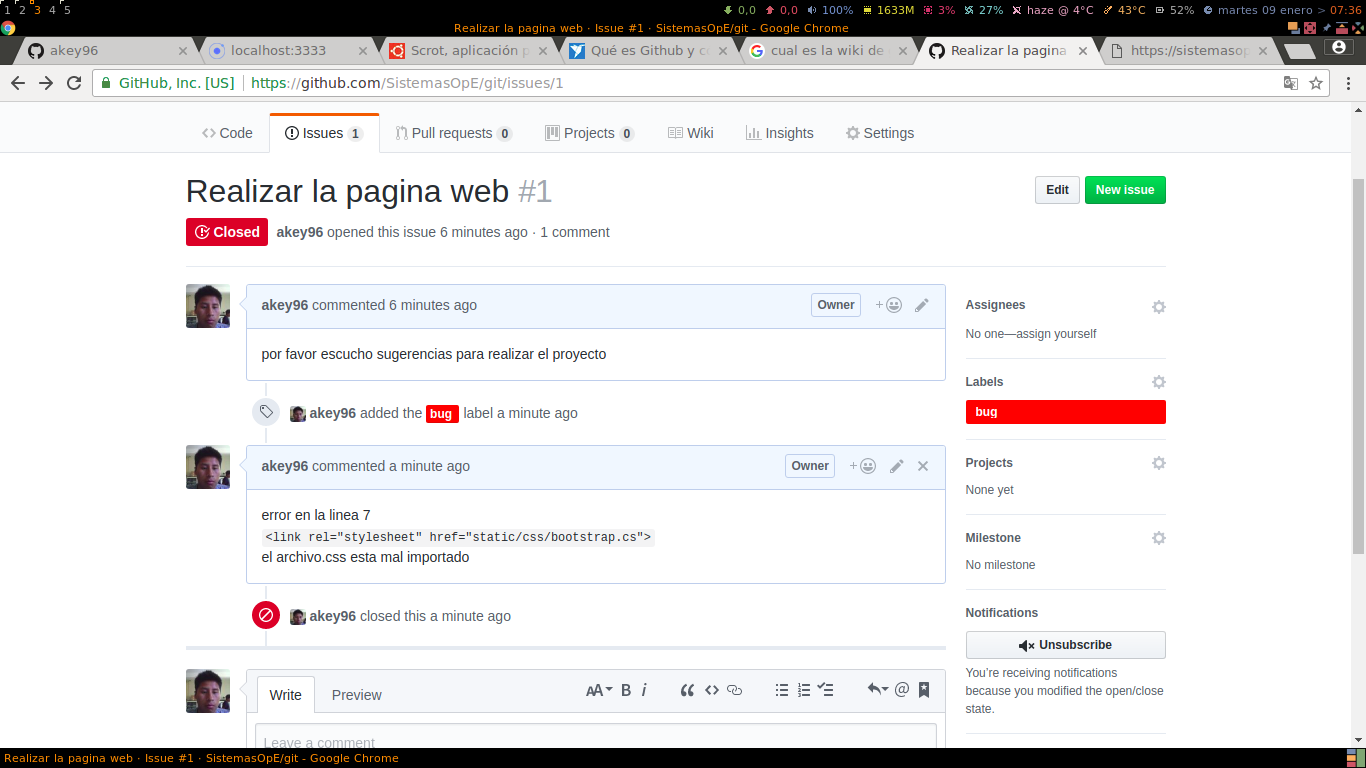 1 2 3 4 5
0,0 0,0 100% 1633M 3% 27% haze @ 4°C 43°C 52% martes 09 enero > 07:36
Realizar la pagina web · Issue #1 · SistemasOpE/git - Google Chrome
akey96 localhost:3333 Scrot, aplicación p Qué es Github y c cual es la wiki de Realizar la pagina https://sistemasop
GitHub, Inc. [US] https://github.com/SistemasOpE/git/issues/1
Code Issues 1 Pull requests 0 Projects 0 Wiki Insights Settings
Realizar la pagina web #1
Edit New issue
Closed akey96 opened this issue 6 minutes ago · 1 comment
akey96 commented 6 minutes ago Owner
por favor escucho sugerencias para realizar el proyecto
akey96 added the bug label a minute ago
akey96 commented a minute ago Owner
error en la linea 7
<link rel="stylesheet" href="static/css/bootstrap.cs">
el archivo.css esta mal importado
akey96 closed this a minute ago
Write Preview
AA B i
Leave a comment
Assignees
No one—assign yourself
Labels
bug
Projects
None yet
Milestone
No milestone
Notifications
Unsubscribe
You're receiving notifications
because you modified the open/close
state.
Realizar la pagina web · Issue #1 · SistemasOpE/git - Google Chrome